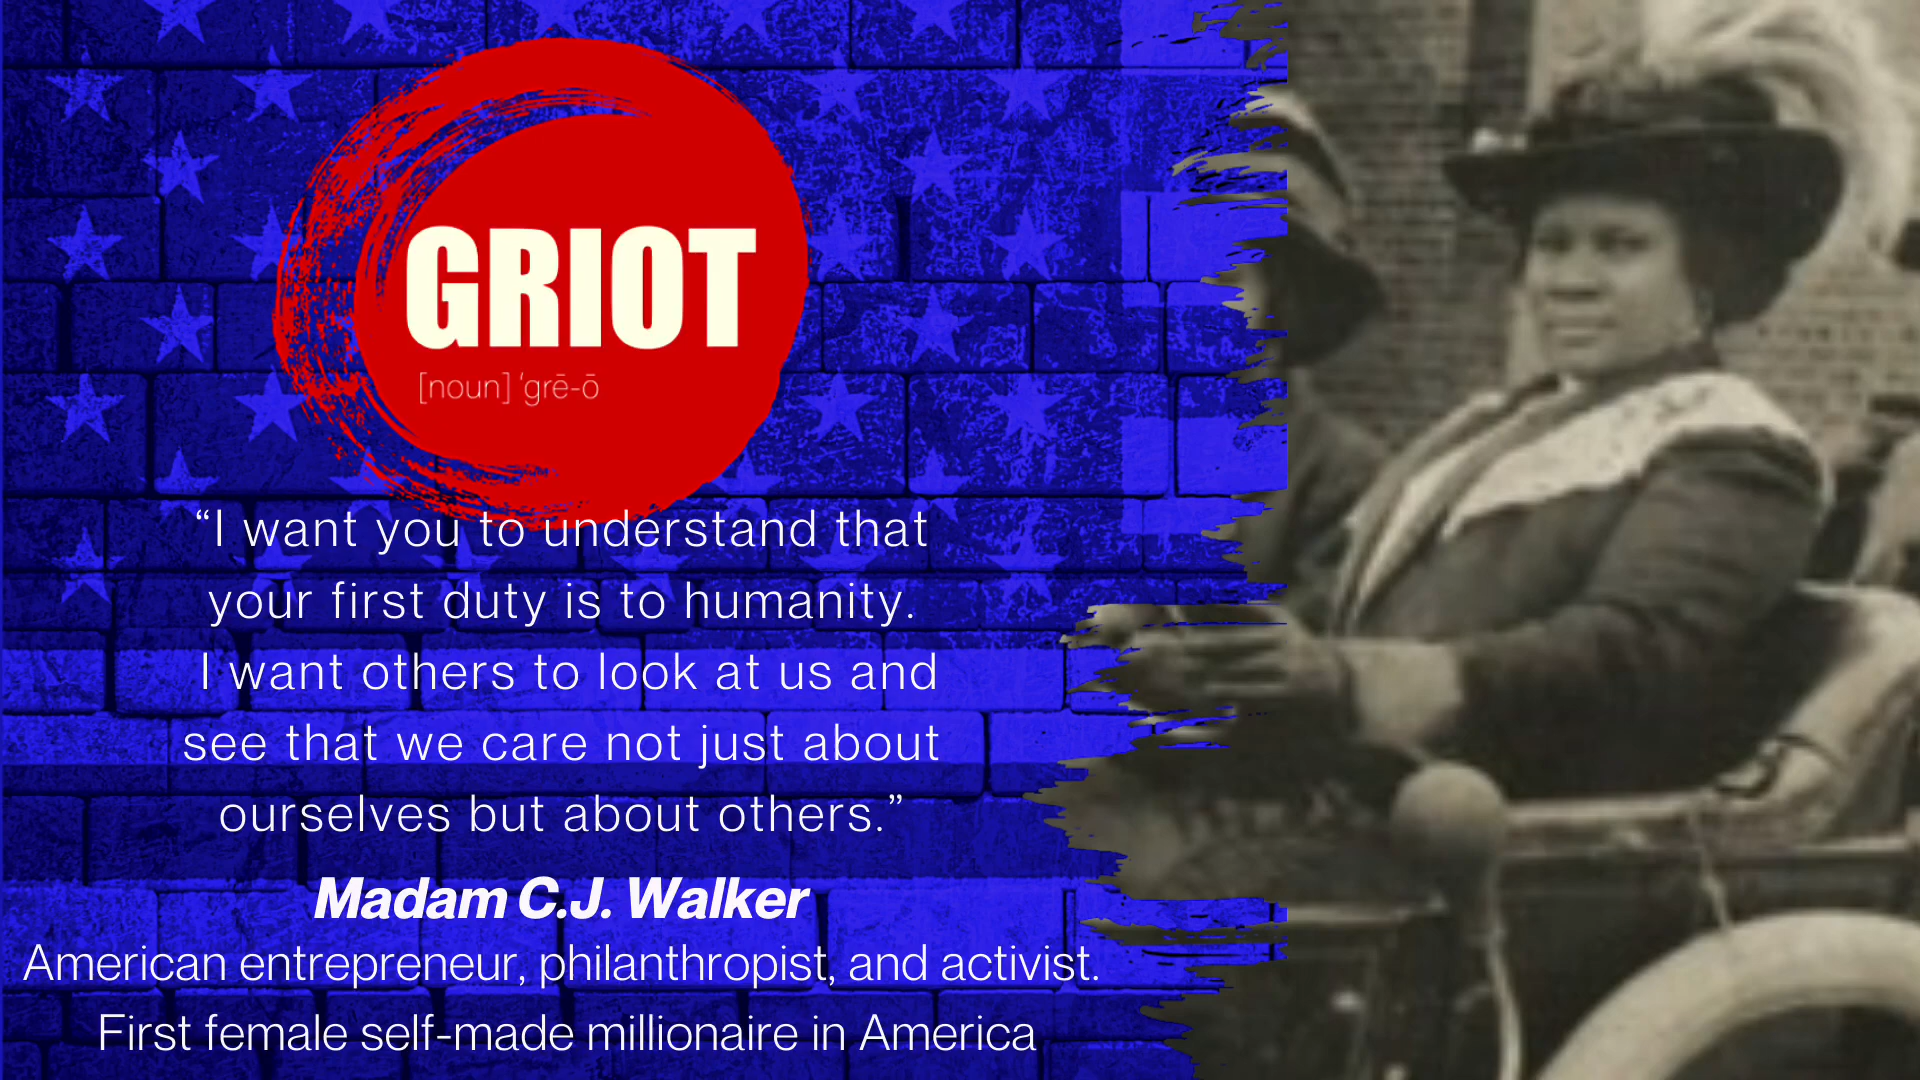 GRIOT
[noun] ‘grē-ō
“I want you to understand that
your first duty is to humanity.
I want others to look at us and
see that we care not just about
ourselves but about others.”
Madam C.J. Walker
American entrepreneur, philanthropist, and activist.
First female self-made millionaire in America